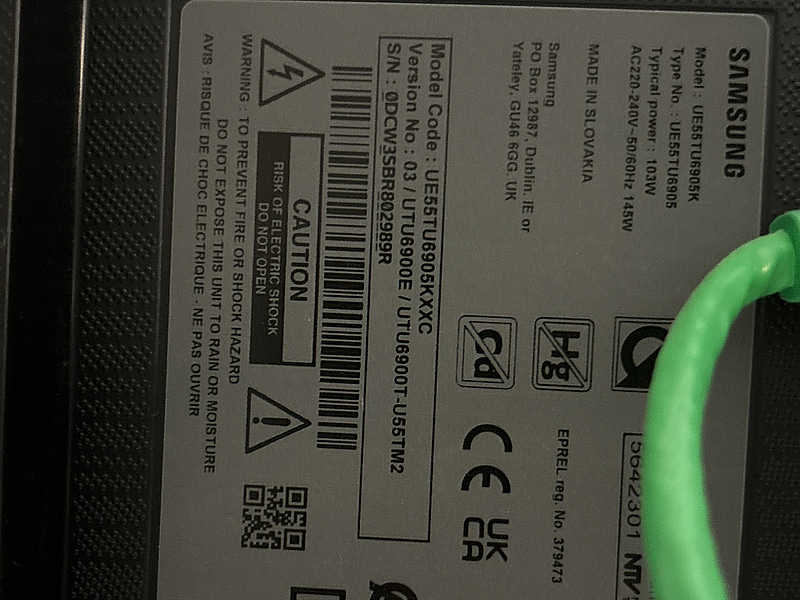 SAMSUNG
Model : UE55TU6905K
Type No. : UE55TU6905
Typical power : 103W
AC220-240V~50/60Hz 145W
MADE IN SLOVAKIA
Samsung
PO Box 12987, Dublin. IE or
Yateley, GU46 6GG. UK
5642301 NTV
Hg
Cd
EPREL reg. No. 379473
CE
UK
CA
Model Code : UE55TU6905KXXC
Version No : 03 / UTU6900E / UTU6900T-U55TM2
S/N : 0DCW3SBR802989R
CAUTION
RISK OF ELECTRIC SHOCK
DO NOT OPEN
WARNING : TO PREVENT FIRE OR SHOCK HAZARD
DO NOT EXPOSE THIS UNIT TO RAIN OR MOISTURE
AVIS : RISQUE DE CHOC ELECTRIQUE - NE PAS OUVRIR